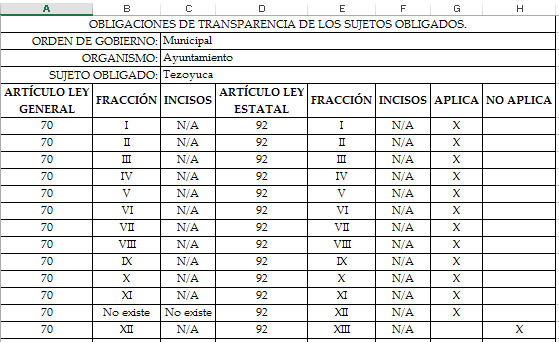 A B C D E F G H
OBLIGACIONES DE TRANSPARENCIA DE LOS SUJETOS OBLIGADOS.
ORDEN DE GOBIERNO: Municipal
ORGANISMO: Ayuntamiento
SUJETO OBLIGADO: Tezoyuca
ARTÍCULO LEY GENERAL FRACCIÓN INCISOS ARTÍCULO LEY ESTATAL FRACCIÓN INCISOS APLICA NO APLICA
70 I N/A 92 I N/A X
70 II N/A 92 II N/A X
70 III N/A 92 III N/A X
70 IV N/A 92 IV N/A X
70 V N/A 92 V N/A X
70 VI N/A 92 VI N/A X
70 VII N/A 92 VII N/A X
70 VIII N/A 92 VIII N/A X
70 IX N/A 92 IX N/A X
70 X N/A 92 X N/A X
70 XI N/A 92 XI N/A X
70 No existe No existe 92 XII N/A X
70 XII N/A 92 XIII N/A X